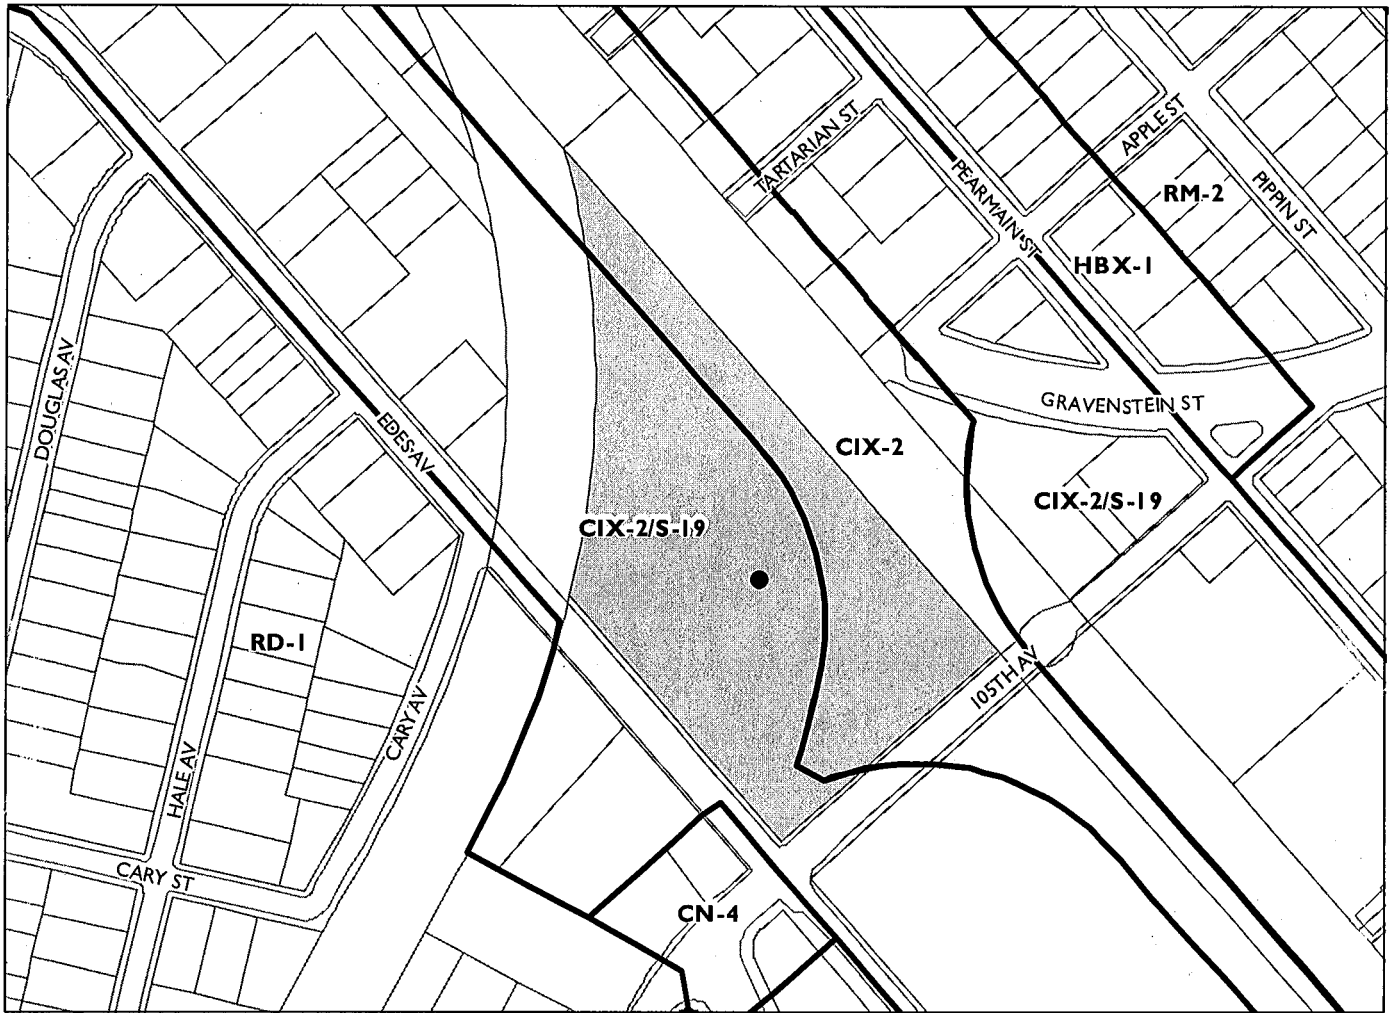 TARTARIAN ST
APPLE ST
PEARMAIN ST
RM-2
PIPPIN ST
HBX-1
DOUGLAS AV
EDES AV
GRAVENSTEIN ST
CIX-2
CIX-2/S-19
CIX-2/S-19
RD-1
105TH AV
CARY AV
HALE AV
CARY ST
CN-4